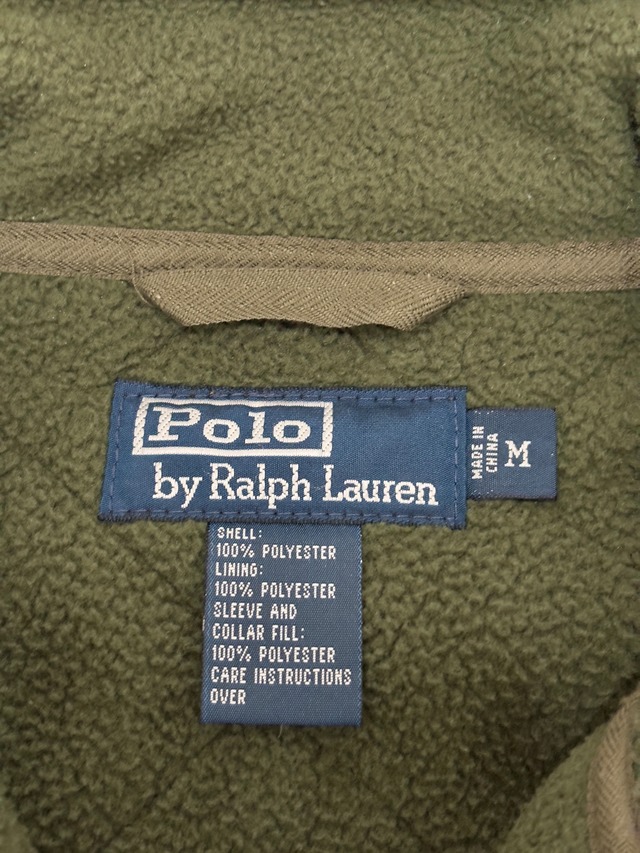 Polo
by Ralph Lauren
MADE IN
CHINA
M
SHELL:
100% POLYESTER
LINING:
100% POLYESTER
SLEEVE AND
COLLAR FILL:
100% POLYESTER
CARE INSTRUCTIONS
OVER